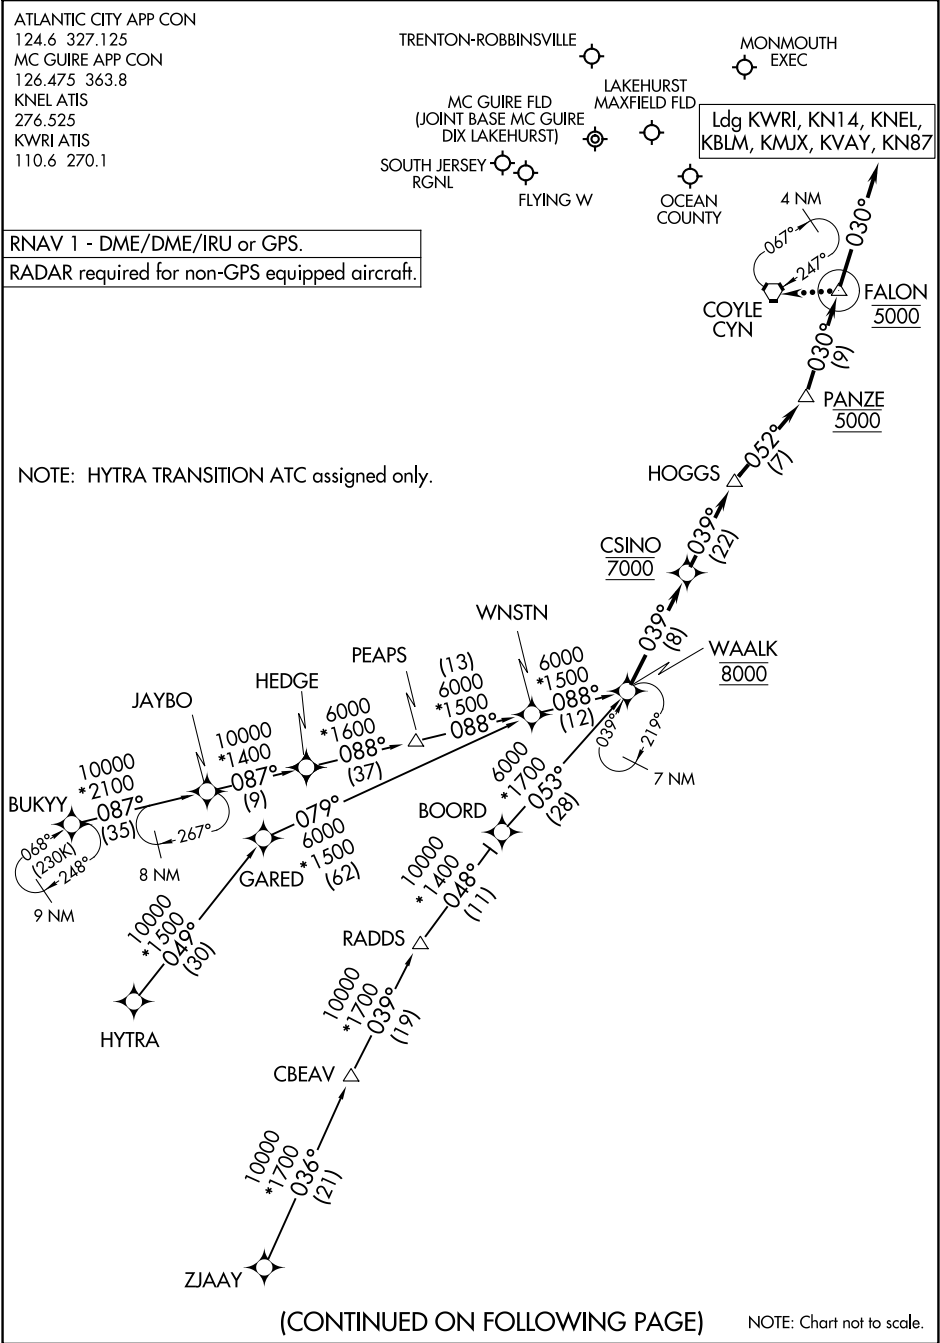 ATLANTIC CITY APP CON
124.6 327.125
MC GUIRE APP CON
126.475 363.8
KNEL ATIS
276.525
KWRI ATIS
110.6 270.1
TRENTON-ROBBINSVILLE
MONMOUTH
EXEC
LAKEHURST
MAXFIELD FLD
MC GUIRE FLD
(JOINT BASE MC GUIRE
DIX LAKEHURST)
Ldg KWRI, KN14, KNEL,
KBLM, KMJX, KVAY, KN87
SOUTH JERSEY
RGNL
FLYING W
OCEAN
COUNTY
4 NM
030°
067°
247°
RNAV 1 - DME/DME/IRU or GPS.
RADAR required for non-GPS equipped aircraft.
COYLE
CYN
FALON
5000
030°
(9)
PANZE
5000
052°
(7)
NOTE: HYTRA TRANSITION ATC assigned only.
HOGGS
039°
(22)
CSINO
7000
039°
(8)
WAALK
8000
WNSTN
PEAPS
(13)
6000
*1500
088°
6000
*1500
088°
(12)
HEDGE
6000
*1600
088°
(37)
JAYBO
10000
*1400
087°
(9)
10000
*2100
087°
(35)
BUKYY
068°
(230K)
248°
9 NM
267°
8 NM
039°
219°
7 NM
079°
6000
*1500
(62)
GARED
6000
*1700
053°
(28)
BOORD
10000
*1400
048°
(11)
10000
*1500
049°
(30)
RADDS
HYTRA
10000
*1700
039°
(19)
CBEAV
10000
*1700
036°
(21)
ZJAAY
(CONTINUED ON FOLLOWING PAGE)
NOTE: Chart not to scale.